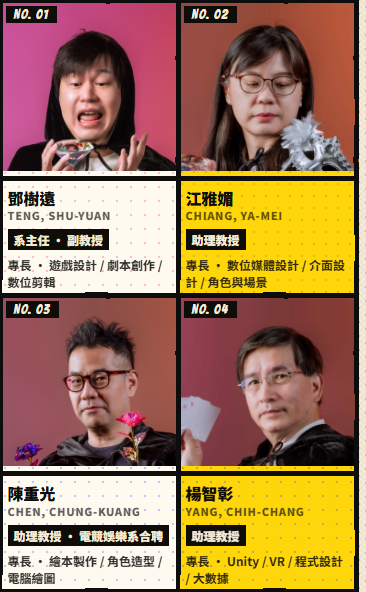 NO. 01
鄧樹遠
TENG, SHU-YUAN
系主任 • 副教授
專長 • 遊戲設計 / 劇本創作 /
數位剪輯
NO. 02
江雅媚
CHIANG, YA-MEI
助理教授
專長 • 數位媒體設計 / 介面設
計 / 角色與場景
NO. 03
陳重光
CHEN, CHUNG-KUANG
助理教授 • 電競娛樂系合聘
專長 • 繪本製作 / 角色造型 /
電腦繪圖
NO. 04
楊智彰
YANG, CHIH-CHANG
助理教授
專長 • Unity / VR / 程式設計
/ 大數據